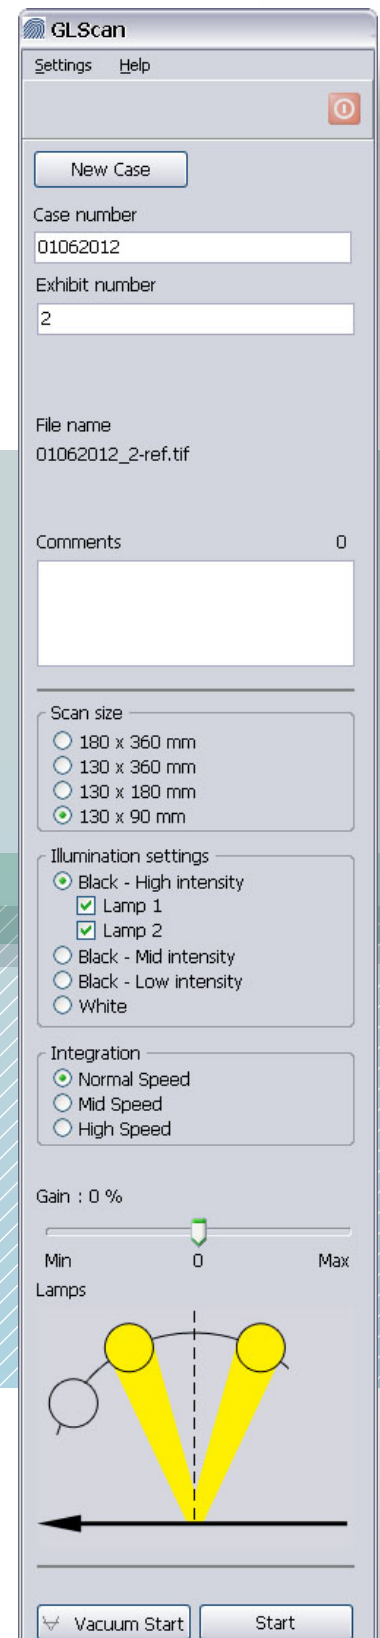 GLScan
Settings Help
New Case
Case number
01062012
Exhibit number
2
File name
01062012_2-ref.tif
Comments 0
Scan size
180 x 360 mm
130 x 360 mm
130 x 180 mm
130 x 90 mm
Illumination settings
Black - High intensity
Lamp 1
Lamp 2
Black - Mid intensity
Black - Low intensity
White
Integration
Normal Speed
Mid Speed
High Speed
Gain : 0 %
Min 0 Max
Lamps
Vacuum Start Start